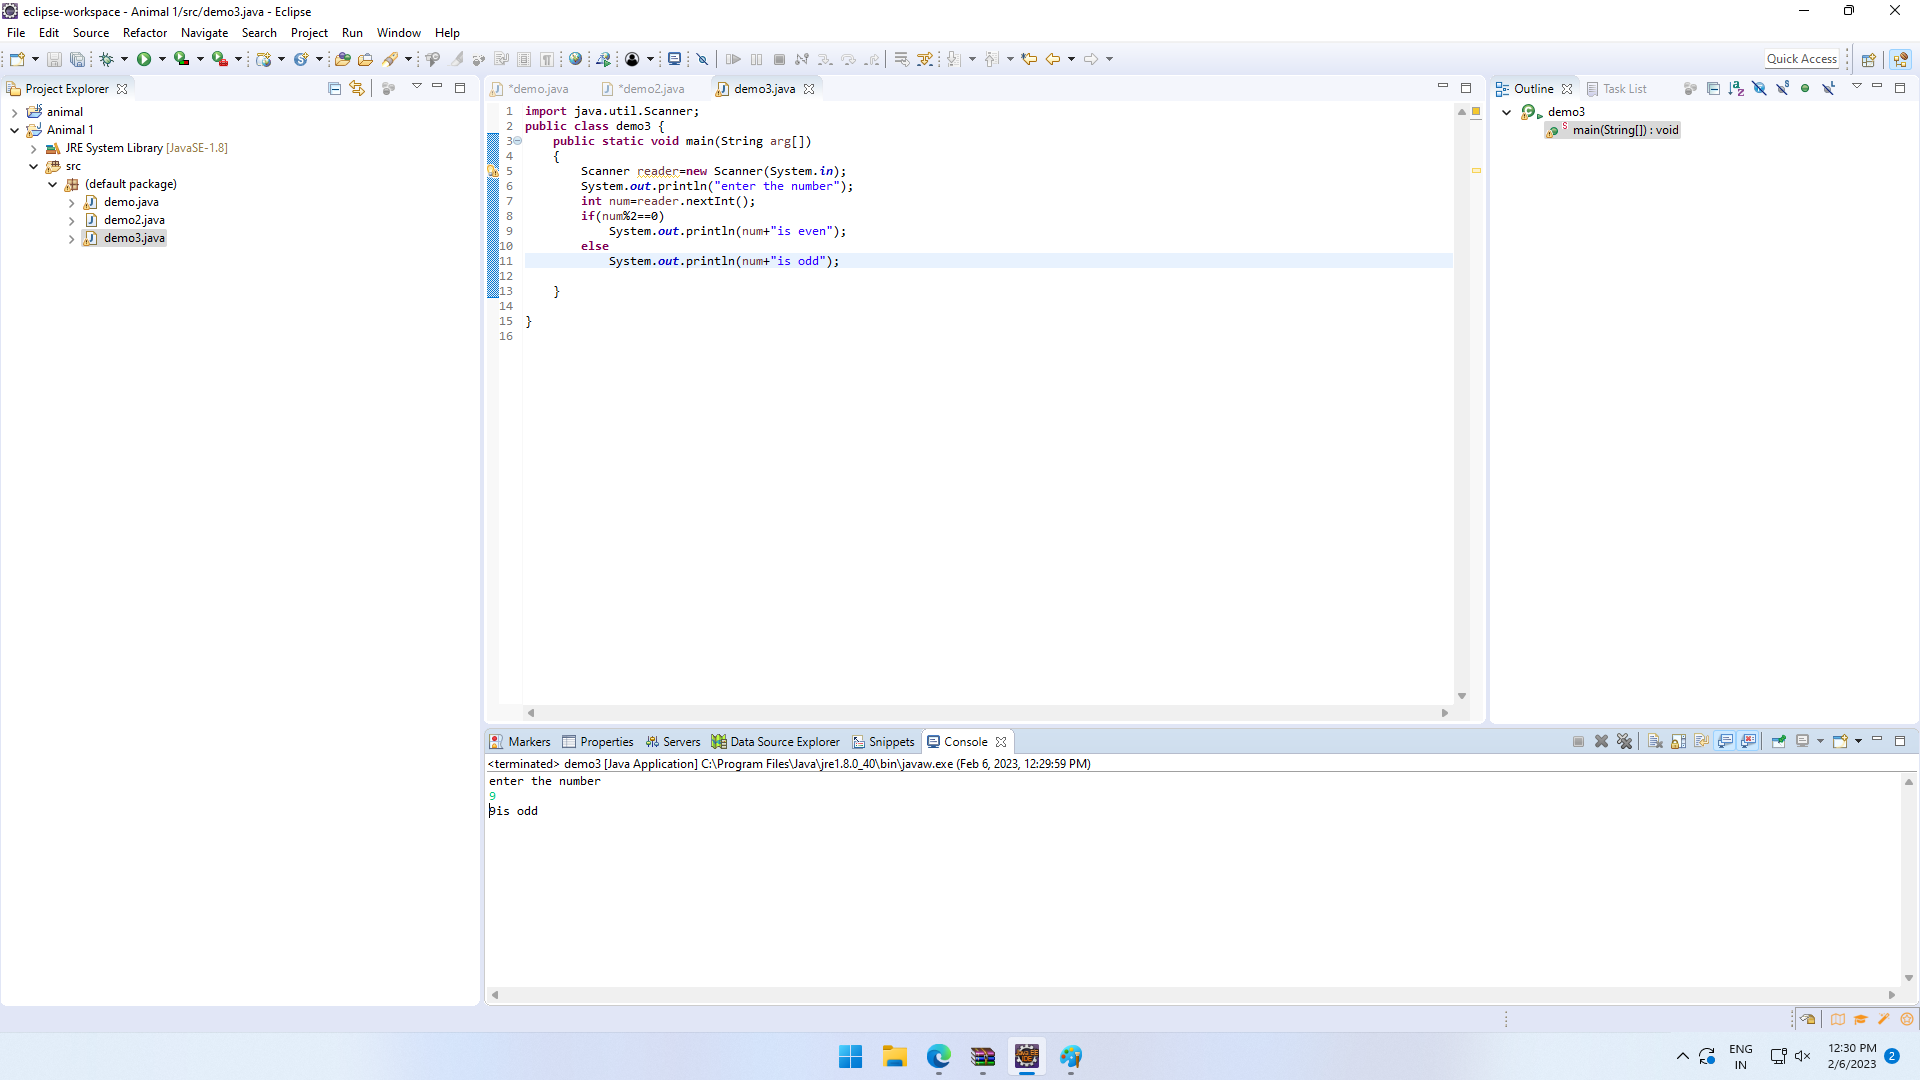 eclipse-workspace - Animal 1/src/demo3.java - Eclipse
File Edit Source Refactor Navigate Search Project Run Window Help
Quick Access
Project Explorer
*demo.java *demo2.java demo3.java
Outline Task List
animal
Animal 1
JRE System Library [JavaSE-1.8]
src
(default package)
demo.java
demo2.java
demo3.java
1 import java.util.Scanner;
2 public class demo3 {
3 public static void main(String arg[])
4 {
5 Scanner reader=new Scanner(System.in);
6 System.out.println("enter the number");
7 int num=reader.nextInt();
8 if(num%2==0)
9 System.out.println(num+"is even");
10 else
11 System.out.println(num+"is odd");
12
13 }
14
15 }
16
demo3
main(String[]) : void
Markers Properties Servers Data Source Explorer Snippets Console
<terminated> demo3 [Java Application] C:\Program Files\Java\jre1.8.0_40\bin\javaw.exe (Feb 6, 2023, 12:29:59 PM)
enter the number
9
9is odd
ENG
IN
12:30 PM
2/6/2023
2